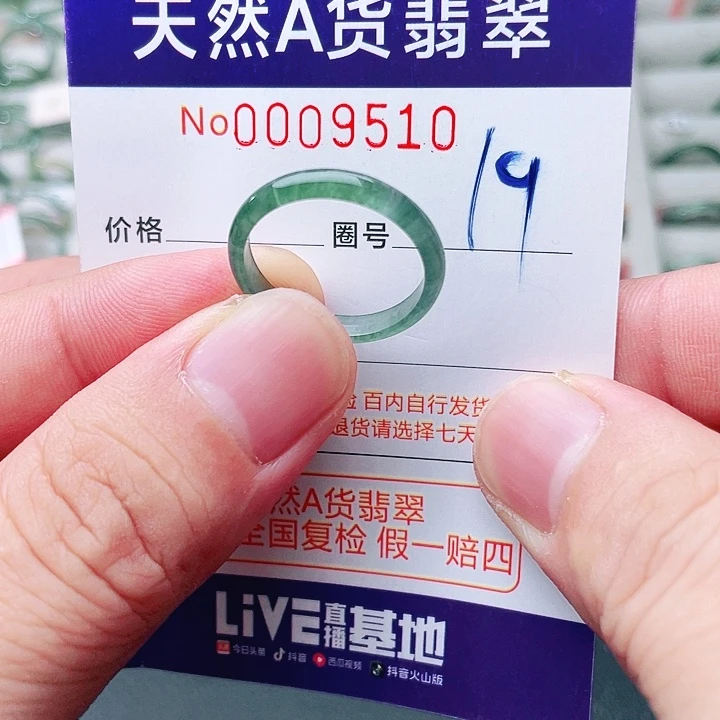 天然A货翡翠
No0009510
价格 圈号 19
检 百内自行发货
退货请选择七天
然A货翡翠
全国复检 假一赔四
LiVE直播基地
今日头条 抖音 西瓜视频 抖音火山版